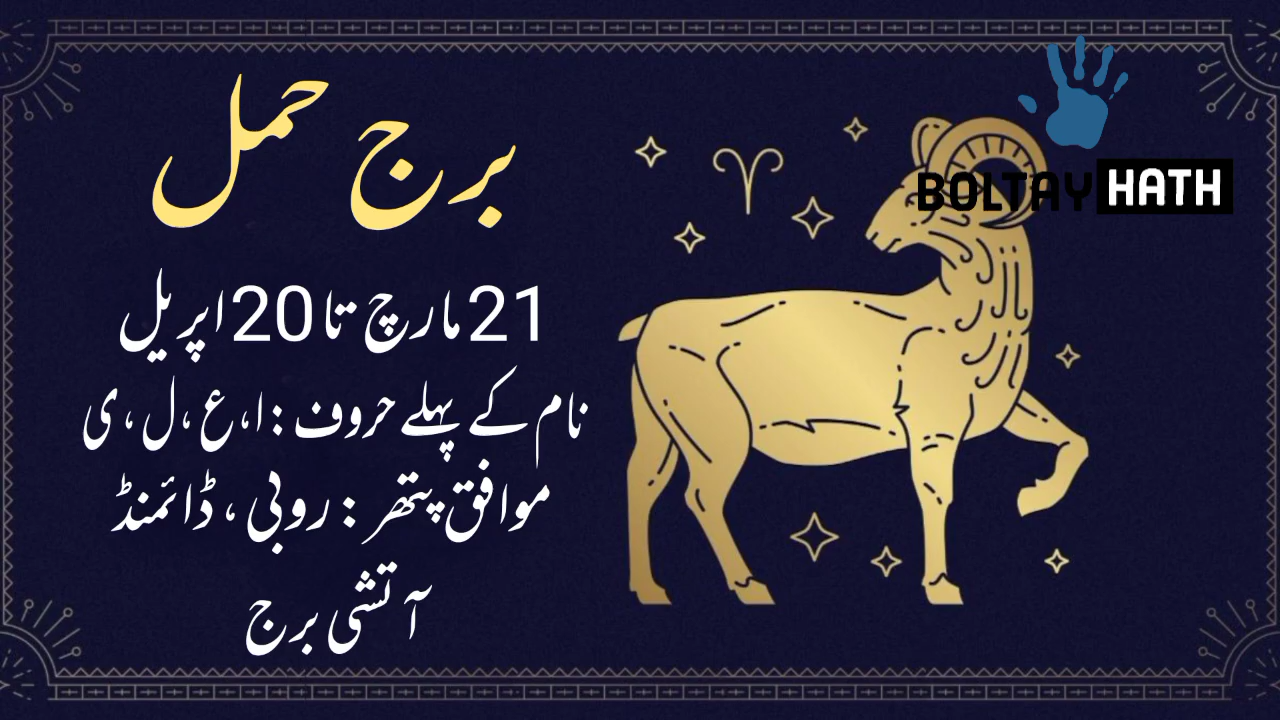 برج حمل
21 مارچ تا 20 اپریل
نام کے پہلے حروف : ا، ع ، ل ، ی
موافق پتھر : روبی ، ڈائمنڈ
آتشی برج
BOLTAY HATH